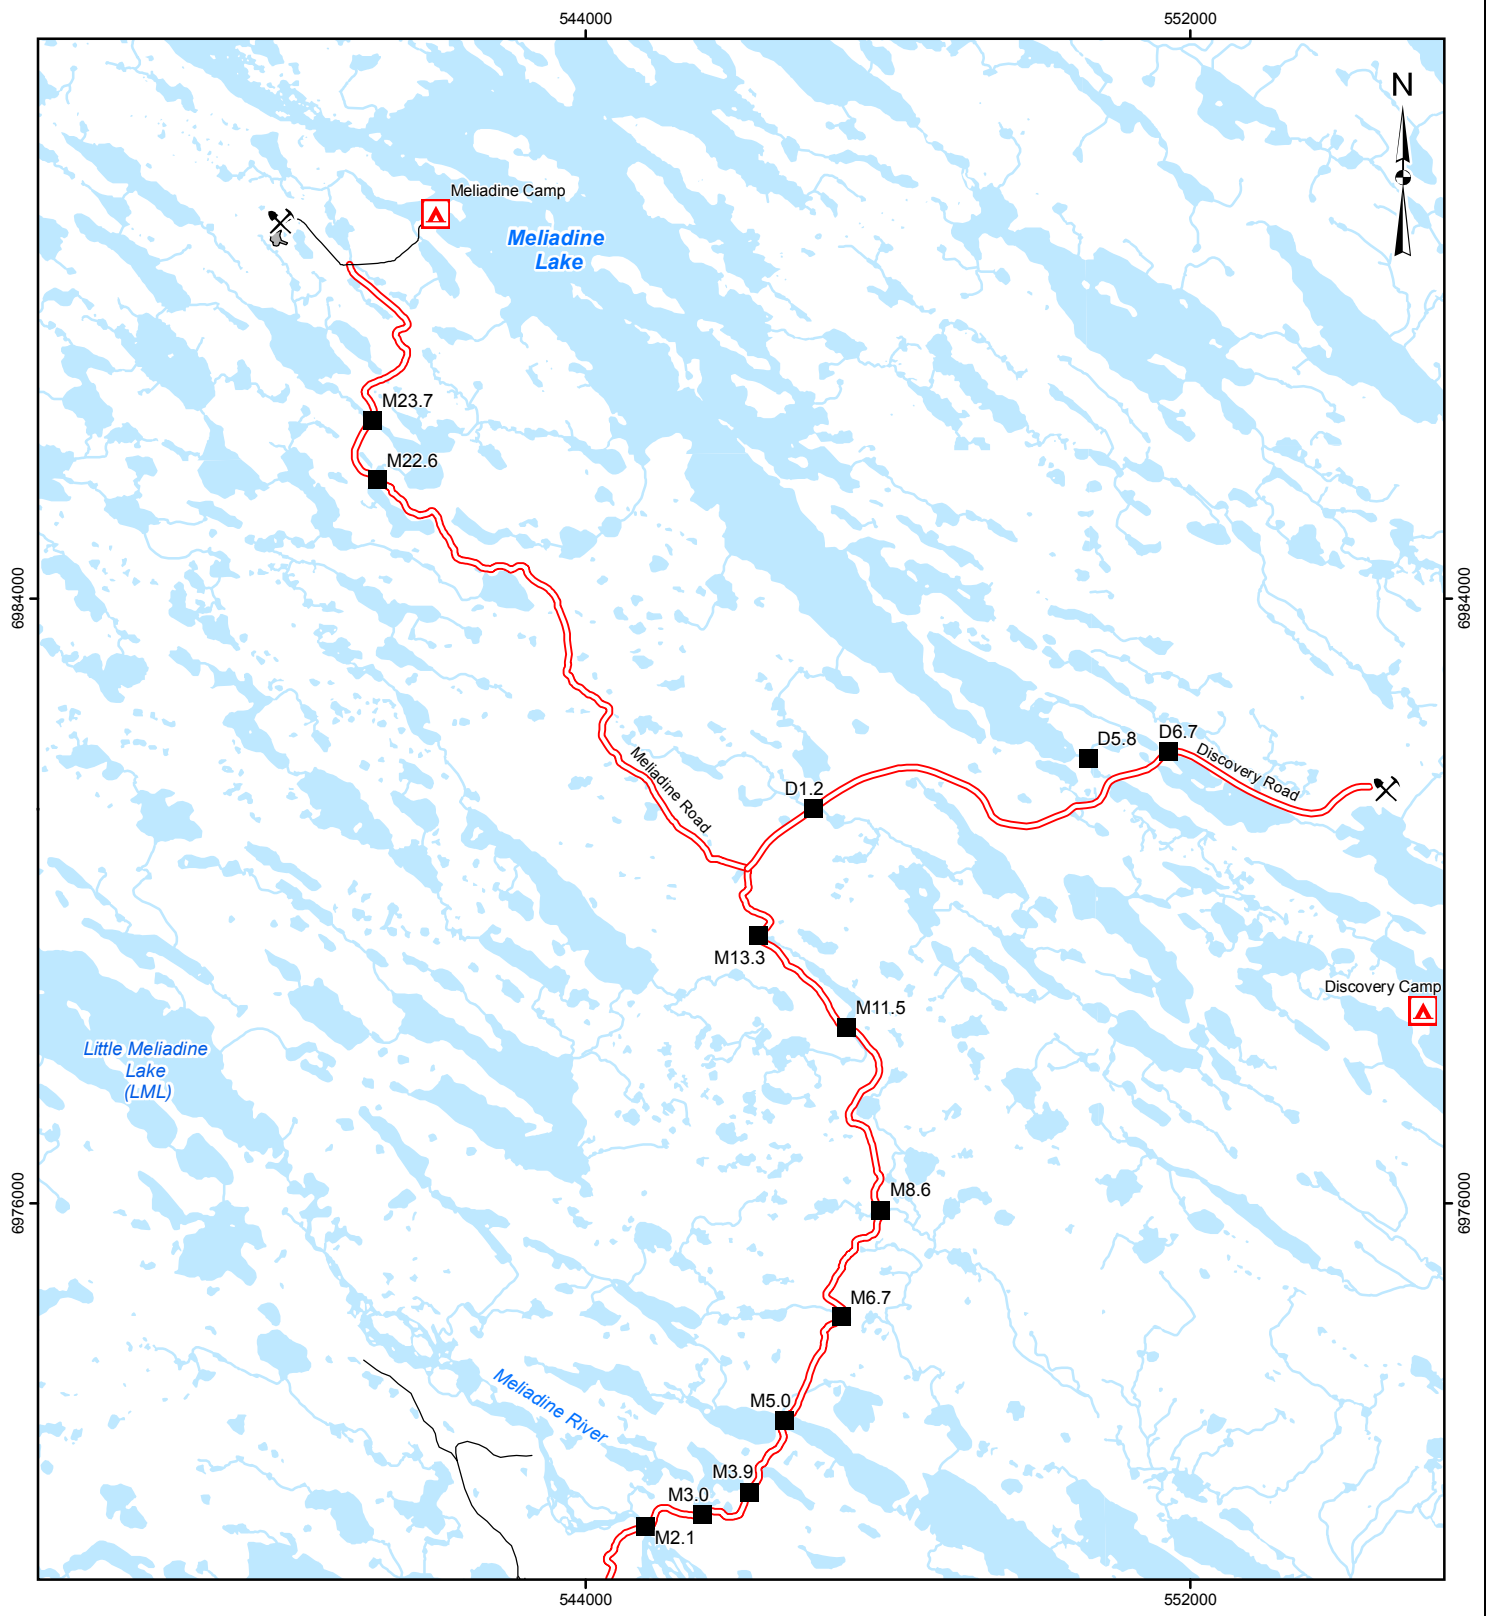 544000
552000
N
Meliadine Camp
Meliadine
Lake
M23.7
M22.6
6984000
6984000
D5.8
D6.7
Discovery Road
Meliadine Road
D1.2
M13.3
Discovery Camp
M11.5
Little Meliadine
Lake
(LML)
M8.6
6976000
6976000
M6.7
Meliadine River
M5.0
M3.9
M3.0
M2.1
544000
552000